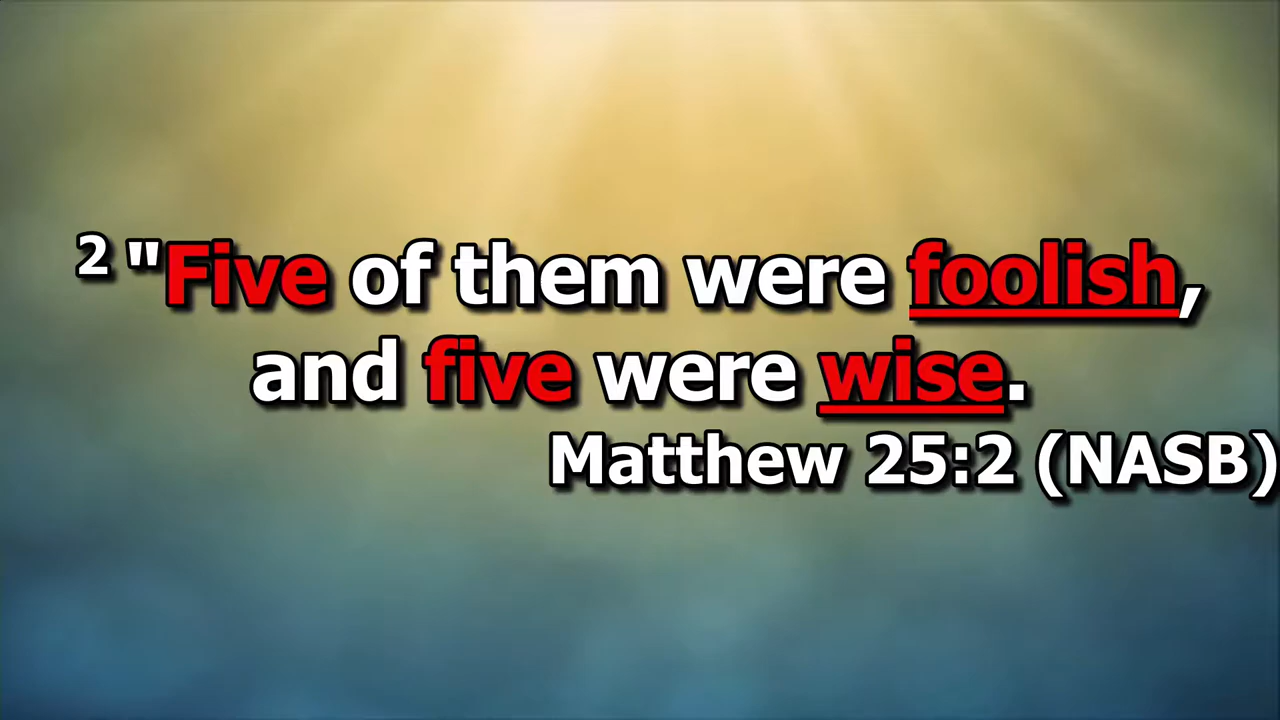 2 "Five of them were foolish,
and five were wise.
Matthew 25:2 (NASB)